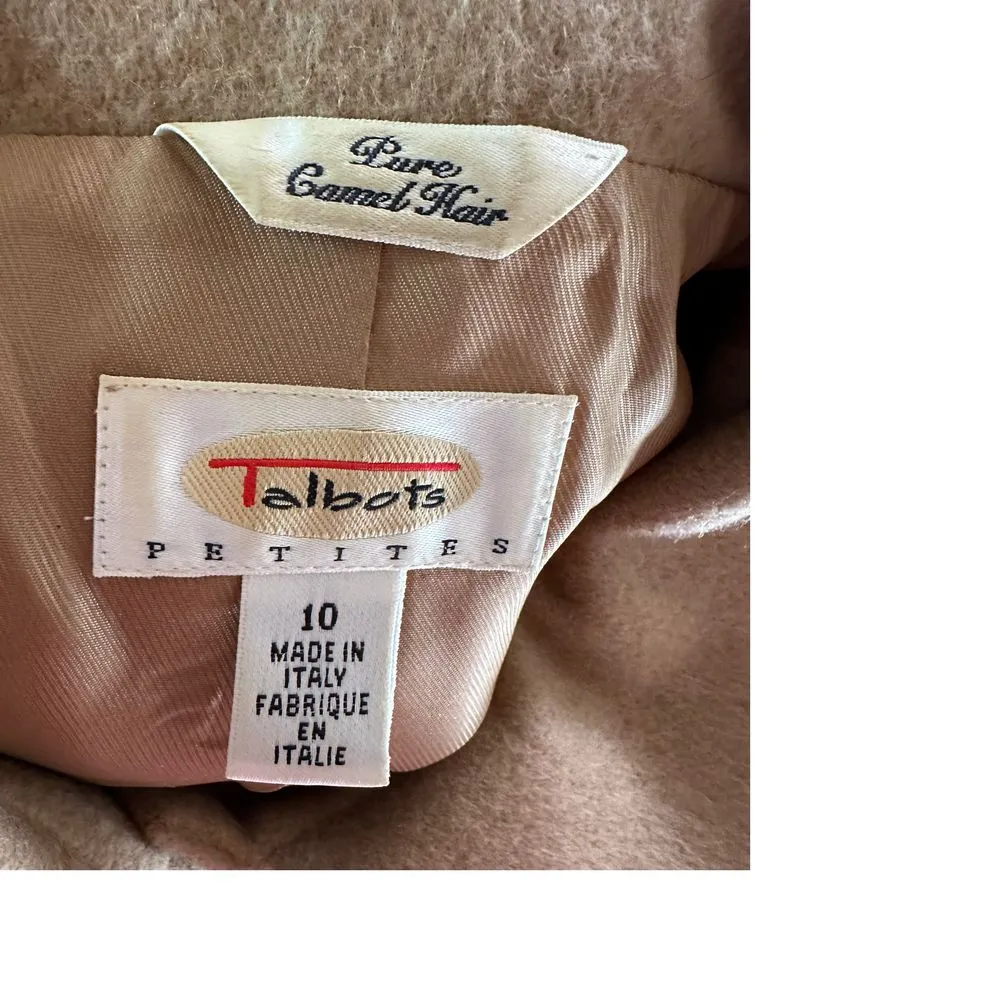 Pure
Camel Hair
Talbots
PETITES
10
MADE IN
ITALY
FABRIQUE
EN
ITALIE